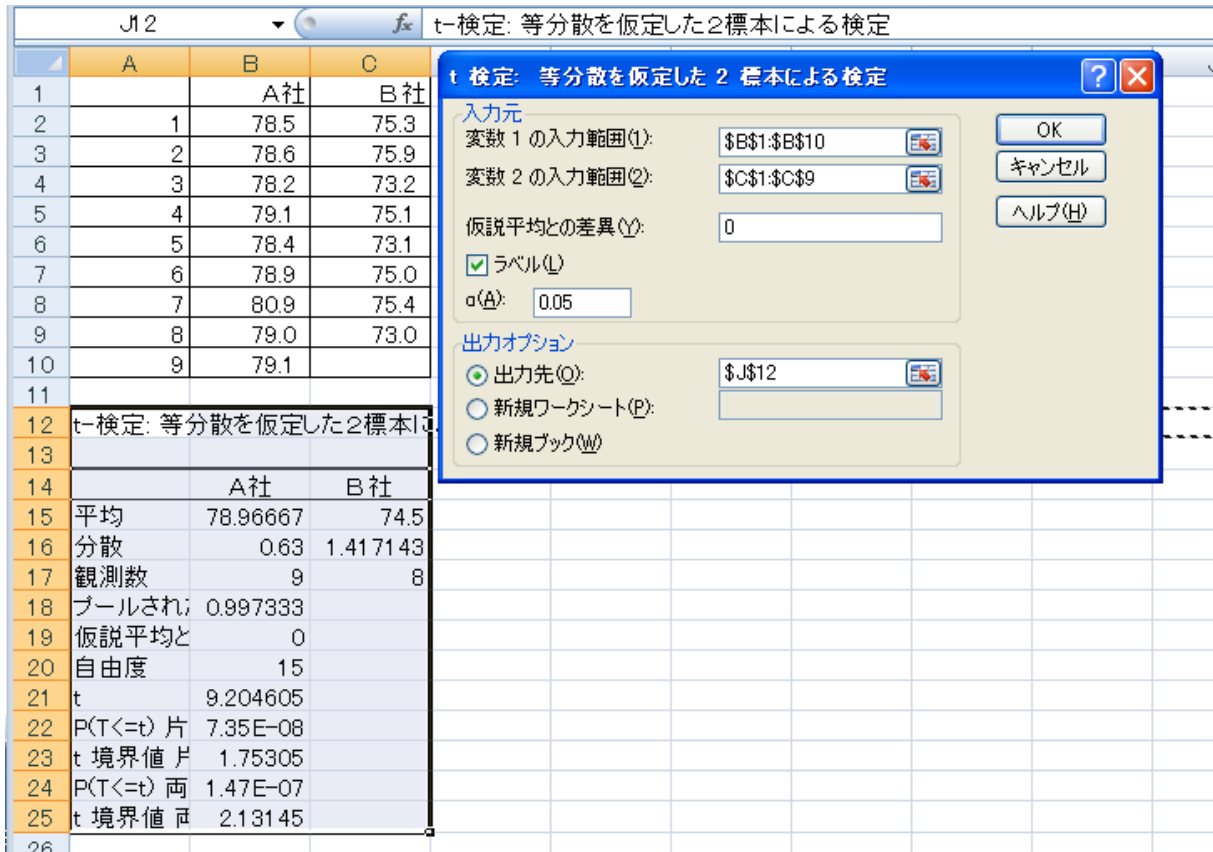 J12 fx t-検定: 等分散を仮定した2標本による検定
A B C
1 A社 B社
2 1 78.5 75.3
3 2 78.6 75.9
4 3 78.2 73.2
5 4 79.1 75.1
6 5 78.4 73.1
7 6 78.9 75.0
8 7 80.9 75.4
9 8 79.0 73.0
10 9 79.1
11
12 t-検定: 等分散を仮定した2標本に
13
14 A社 B社
15 平均 78.96667 74.5
16 分散 0.63 1.417143
17 観測数 9 8
18 プールされ 0.997333
19 仮説平均と 0
20 自由度 15
21 t 9.204605
22 P(T<=t) 片 7.35E-08
23 t 境界値 片 1.75305
24 P(T<=t) 両 1.47E-07
25 t 境界値 両 2.13145
26
t 検定: 等分散を仮定した 2 標本による検定
入力元
変数 1 の入力範囲(1): $B$1:$B$10
変数 2 の入力範囲(2): $C$1:$C$9
仮説平均との差異(Y): 0
ラベル(L)
α(A): 0.05
出力オプション
出力先(O): $J$12
新規ワークシート(P):
新規ブック(W)
OK
キャンセル
ヘルプ(H)